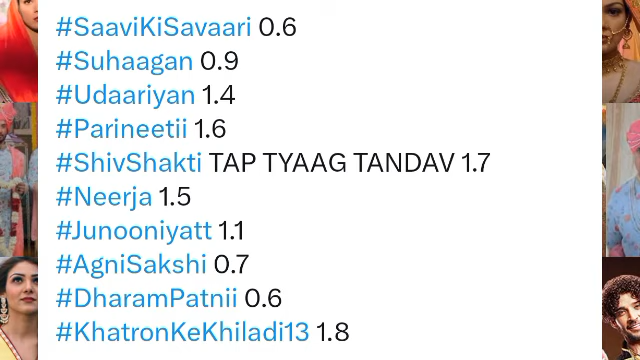 #SaaviKiSavaari 0.6
#Suhaagan 0.9
#Udaariyan 1.4
#Parineetii 1.6
#ShivShakti TAP TYAAG TANDAV 1.7
#Neerja 1.5
#Junooniyatt 1.1
#AgniSakshi 0.7
#DharamPatnii 0.6
#KhatronKeKhiladi13 1.8